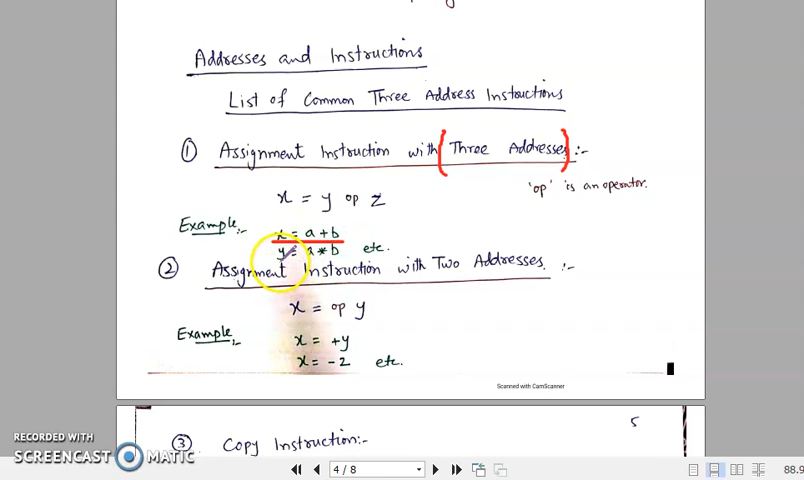 Addresses and Instructions
List of Common Three Address Instructions
① Assignment Instruction with (Three Addresses) :-
'op' is an operator.
x = y op z
Example:-
x = a + b
y = a * b etc.
② Assignment Instruction with Two Addresses. :-
x = op y
Example:-
x = +y
x = -2 etc.
Scanned with CamScanner
5
③ Copy Instruction:-
RECORDED WITH
SCREENCAST MATIC
4 / 8
88.9